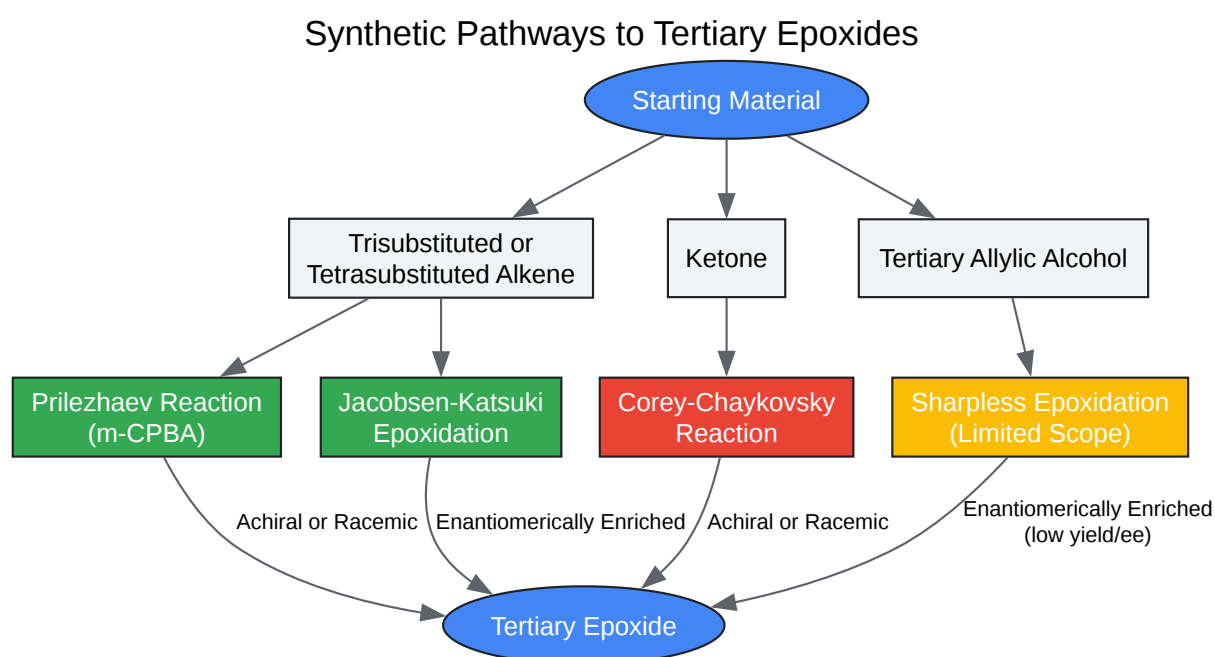 Synthetic Pathways to Tertiary Epoxides
Starting Material
Trisubstituted or
Tetrasubstituted Alkene
Ketone
Tertiary Allylic Alcohol
Prilezhaev Reaction
(m-CPBA)
Jacobsen-Katsuki
Epoxidation
Corey-Chaykovsky
Reaction
Sharpless Epoxidation
(Limited Scope)
Achiral or Racemic
Enantiomerically Enriched
Achiral or Racemic
Enantiomerically Enriched
(low yield/ee)
Tertiary Epoxide